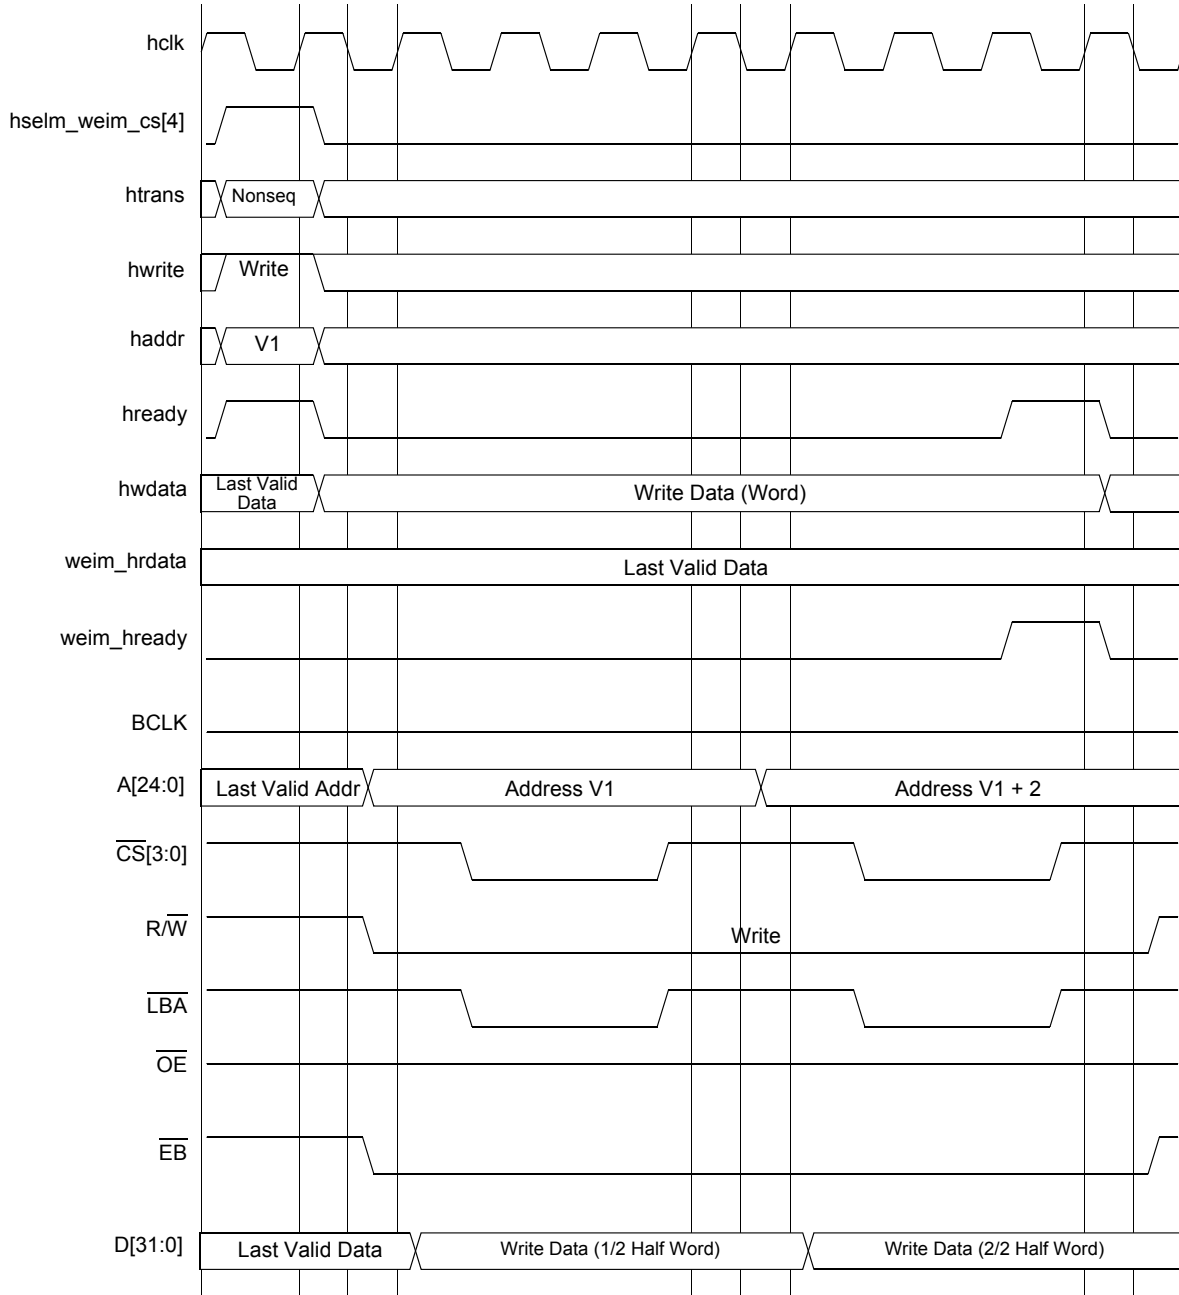 hclk
hselm_weim_cs[4]
htrans Nonseq
hwrite Write
haddr V1
hready
hwdata Last Valid Data Write Data (Word)
weim_hrdata Last Valid Data
weim_hready
BCLK
A[24:0] Last Valid Addr Address V1 Address V1 + 2
CS[3:0]
R/W Write
LBA
OE
EB
D[31:0] Last Valid Data Write Data (1/2 Half Word) Write Data (2/2 Half Word)